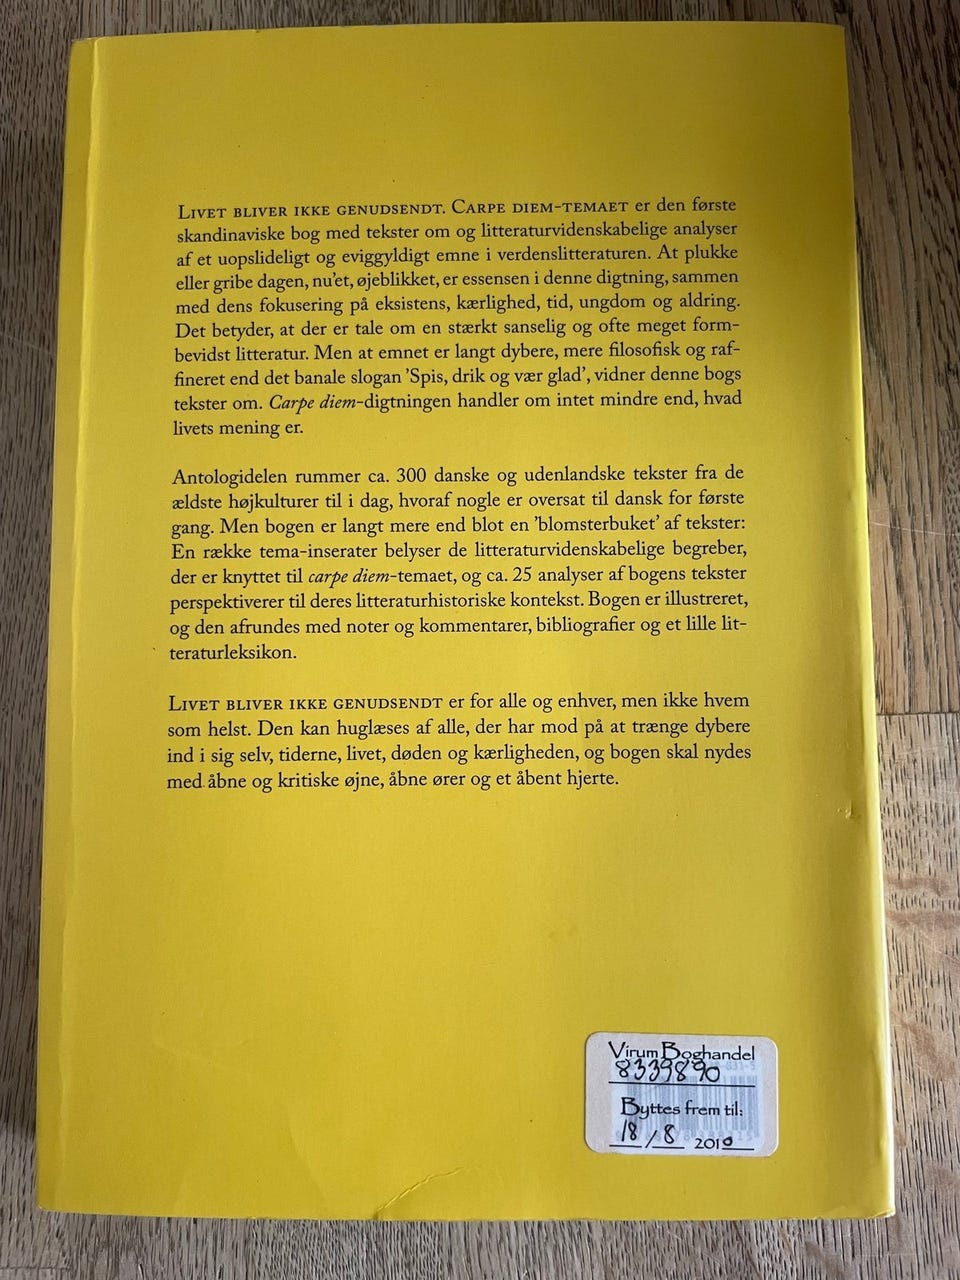 LIVET BLIVER IKKE GENUDSENDT. CARPE DIEM-TEMAET er den første
skandinaviske bog med tekster om og litteraturvidenskabelige analyser
af et uopslideligt og eviggyldigt emne i verdenslitteraturen. At plukke
eller gribe dagen, nu'et, øjeblikket, er essensen i denne digtning, sammen
med dens fokusering på eksistens, kærlighed, tid, ungdom og aldring.
Det betyder, at der er tale om en stærkt sanselig og ofte meget form-
bevidst litteratur. Men at emnet er langt dybere, mere filosofisk og raf-
fineret end det banale slogan 'Spis, drik og vær glad', vidner denne bogs
tekster om. Carpe diem-digtningen handler om intet mindre end, hvad
livets mening er.
Antologidelen rummer ca. 300 danske og udenlandske tekster fra de
ældste højkulturer til i dag, hvoraf nogle er oversat til dansk for første
gang. Men bogen er langt mere end blot en 'blomsterbuket' af tekster:
En række tema-inserater belyser de litteraturvidenskabelige begreber,
der er knyttet til carpe diem-temaet, og ca. 25 analyser af bogens tekster
perspektiverer til deres litteraturhistoriske kontekst. Bogen er illustreret,
og den afrundes med noter og kommentarer, bibliografier og et lille lit-
teraturleksikon.
LIVET BLIVER IKKE GENUDSENDT er for alle og enhver, men ikke hvem
som helst. Den kan huglæses af alle, der har mod på at trænge dybere
ind i sig selv, tiderne, livet, døden og kærligheden, og bogen skal nydes
med åbne og kritiske øjne, åbne ører og et åbent hjerte.
Virum Boghandel
8339890
Byttes frem til:
18/8 2010